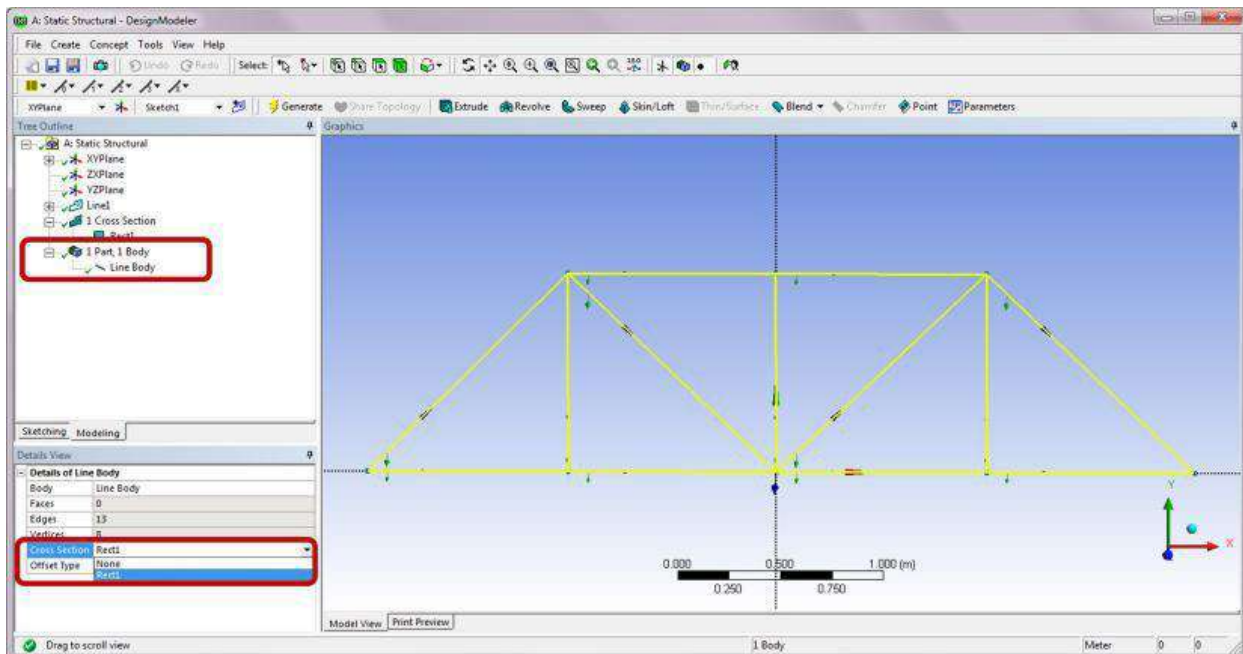 A: Static Structural - DesignModeler
File Create Concept Tools View Help
Undo Redo Select:
XYPlane Sketch1 Generate Share Topology Extrude Revolve Sweep Skin/Loft Thin/Surface Blend Chamfer Point Parameters
Tree Outline
A: Static Structural
XYPlane
ZXPlane
YZPlane
Line1
1 Cross Section
Rect1
1 Part, 1 Body
Line Body
Sketching Modeling
Details View
Details of Line Body
Body Line Body
Faces 0
Edges 13
Vertices 8
Cross Section Rect1
Offset Type None
Rect1
Graphics
Y
X
0.000 0.500 1.000 (m)
0.250 0.750
Model View Print Preview
Drag to scroll view 1 Body Meter 0 0